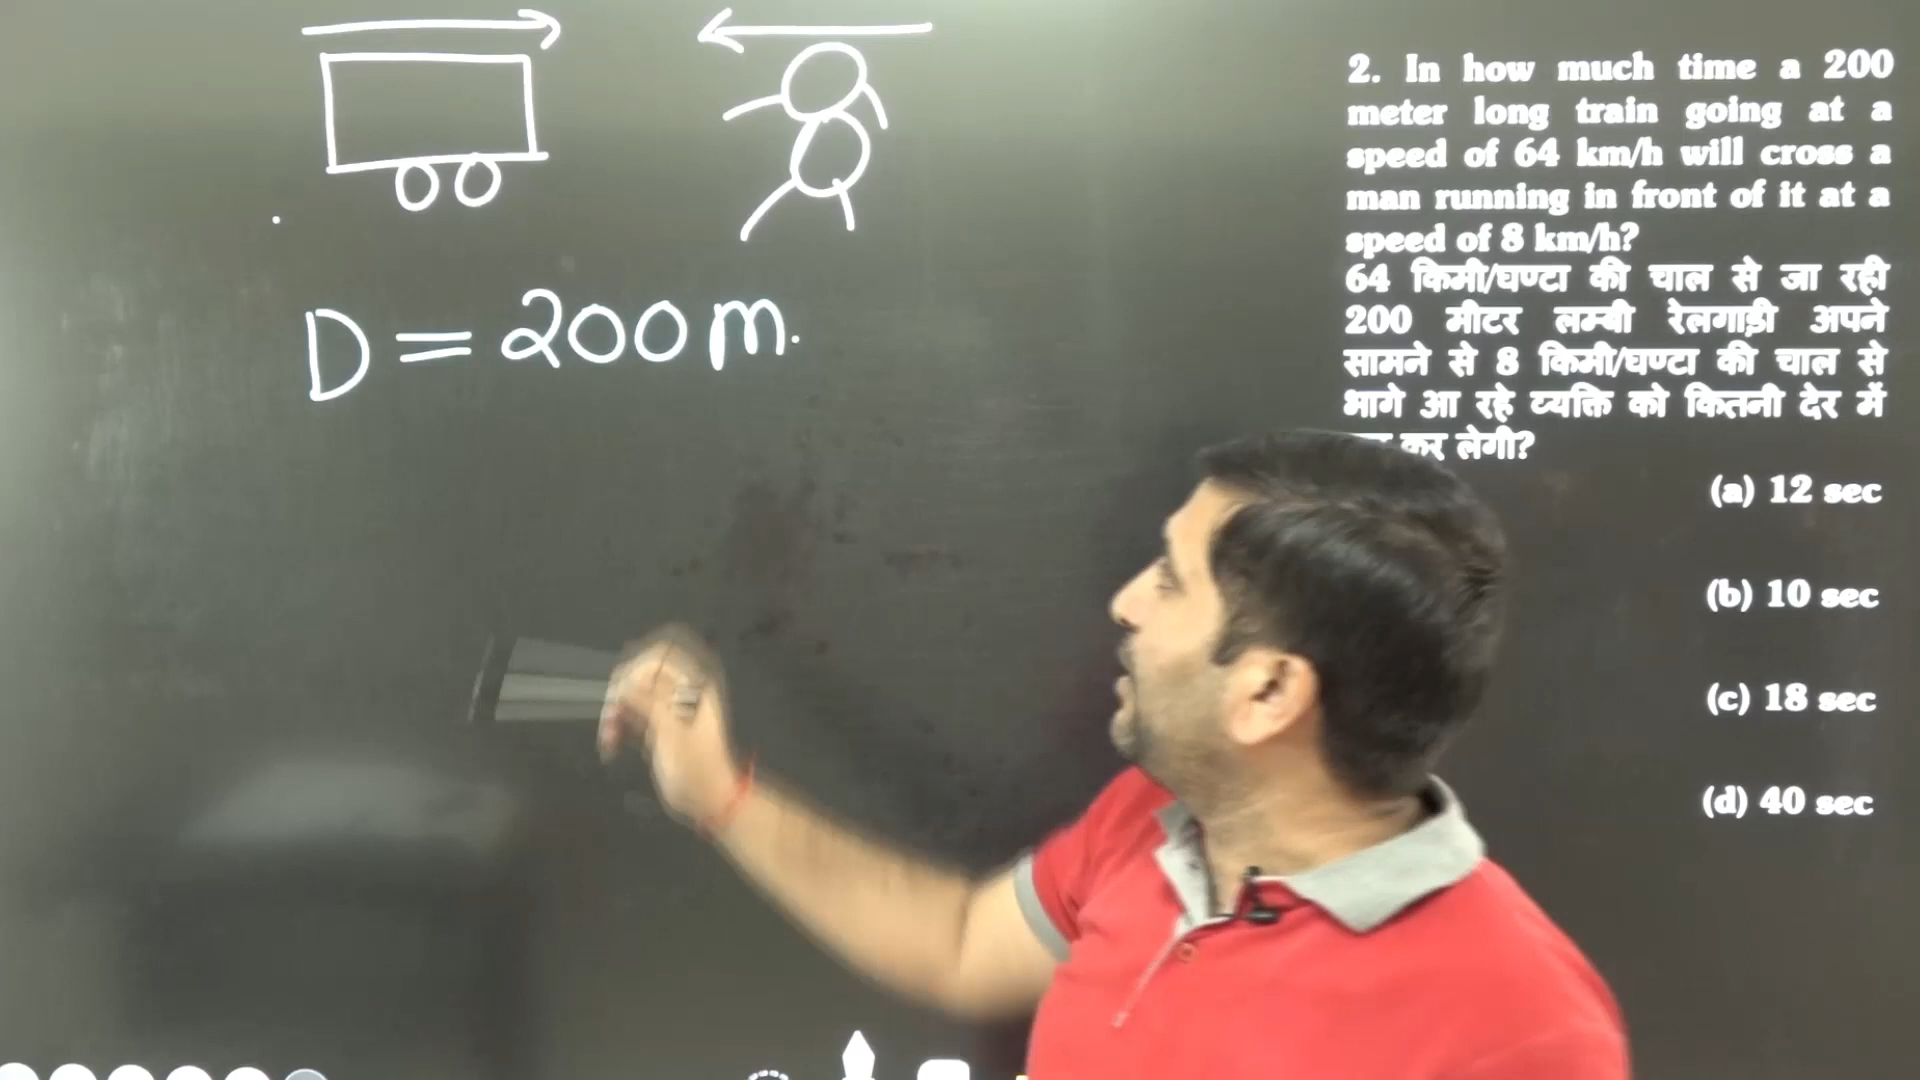 D = 200 m.
2. In how much time a 200
meter long train going at a
speed of 64 km/h will cross a
man running in front of it at a
speed of 8 km/h?
64 किमी/घण्टा की चाल से जा रही
200 मीटर लम्बी रेलगाड़ी अपने
सामने से 8 किमी/घण्टा की चाल से
भागे आ रहे व्यक्ति को कितनी देर में
कर लेगी?
(a) 12 sec
(b) 10 sec
(c) 18 sec
(d) 40 sec